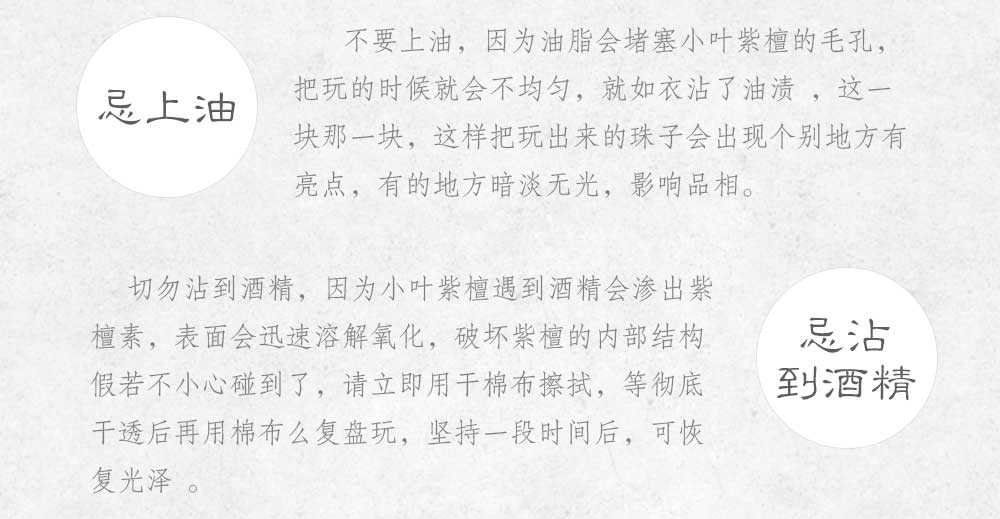 忌上油
不要上油，因为油脂会堵塞小叶紫檀的毛孔，
把玩的时候就会不均匀，就如衣沾了油渍 ，这一
块那一块，这样把玩出来的珠子会出现个别地方有
亮点，有的地方暗淡无光，影响品相。
切勿沾到酒精，因为小叶紫檀遇到酒精会渗出紫
檀素，表面会迅速溶解氧化，破坏紫檀的内部结构
假若不小心碰到了，请立即用干棉布擦拭，等彻底
干透后再用棉布么复盘玩，坚持一段时间后，可恢
复光泽 。
忌沾
到酒精